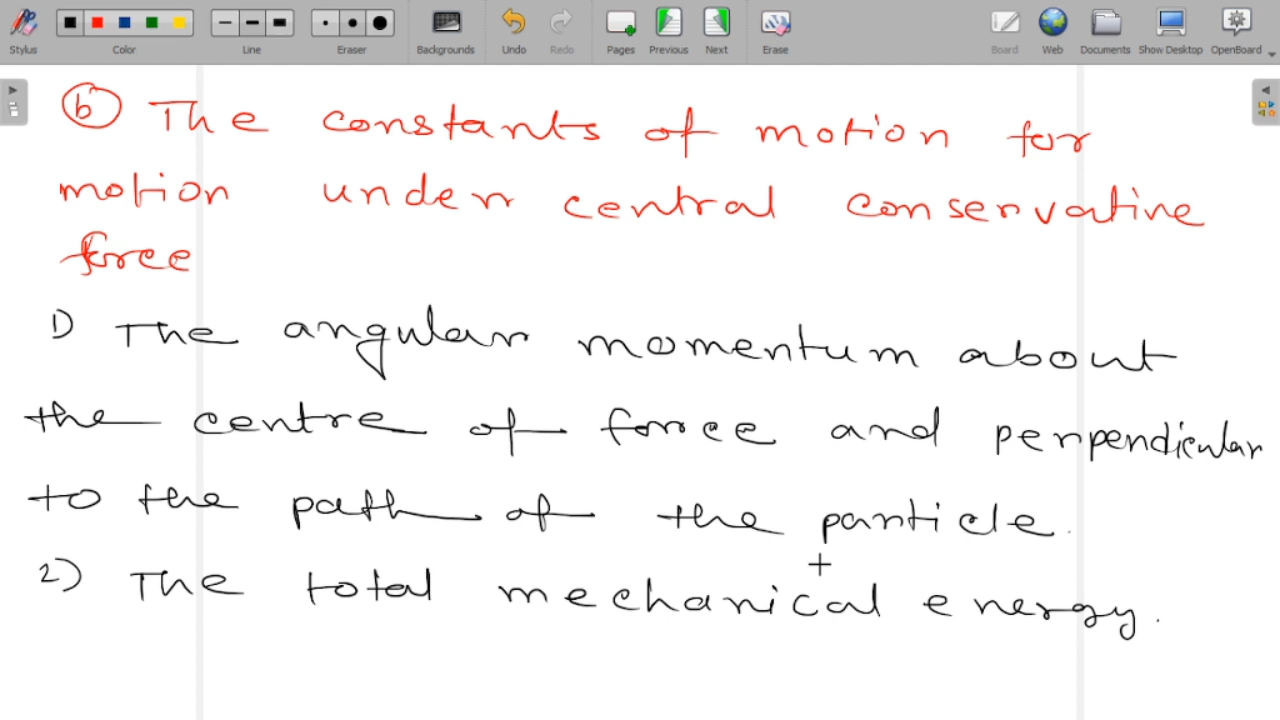 Stylus Color Line Eraser Backgrounds Undo Redo Pages Previous Next Erase Board Web Documents Show Desktop OpenBoard
(b) The constants of motion for
motion under central conservative
force
1) The angular momentum about
the centre of force and perpendicular
to the path of the particle.
2) The total mechanical energy.